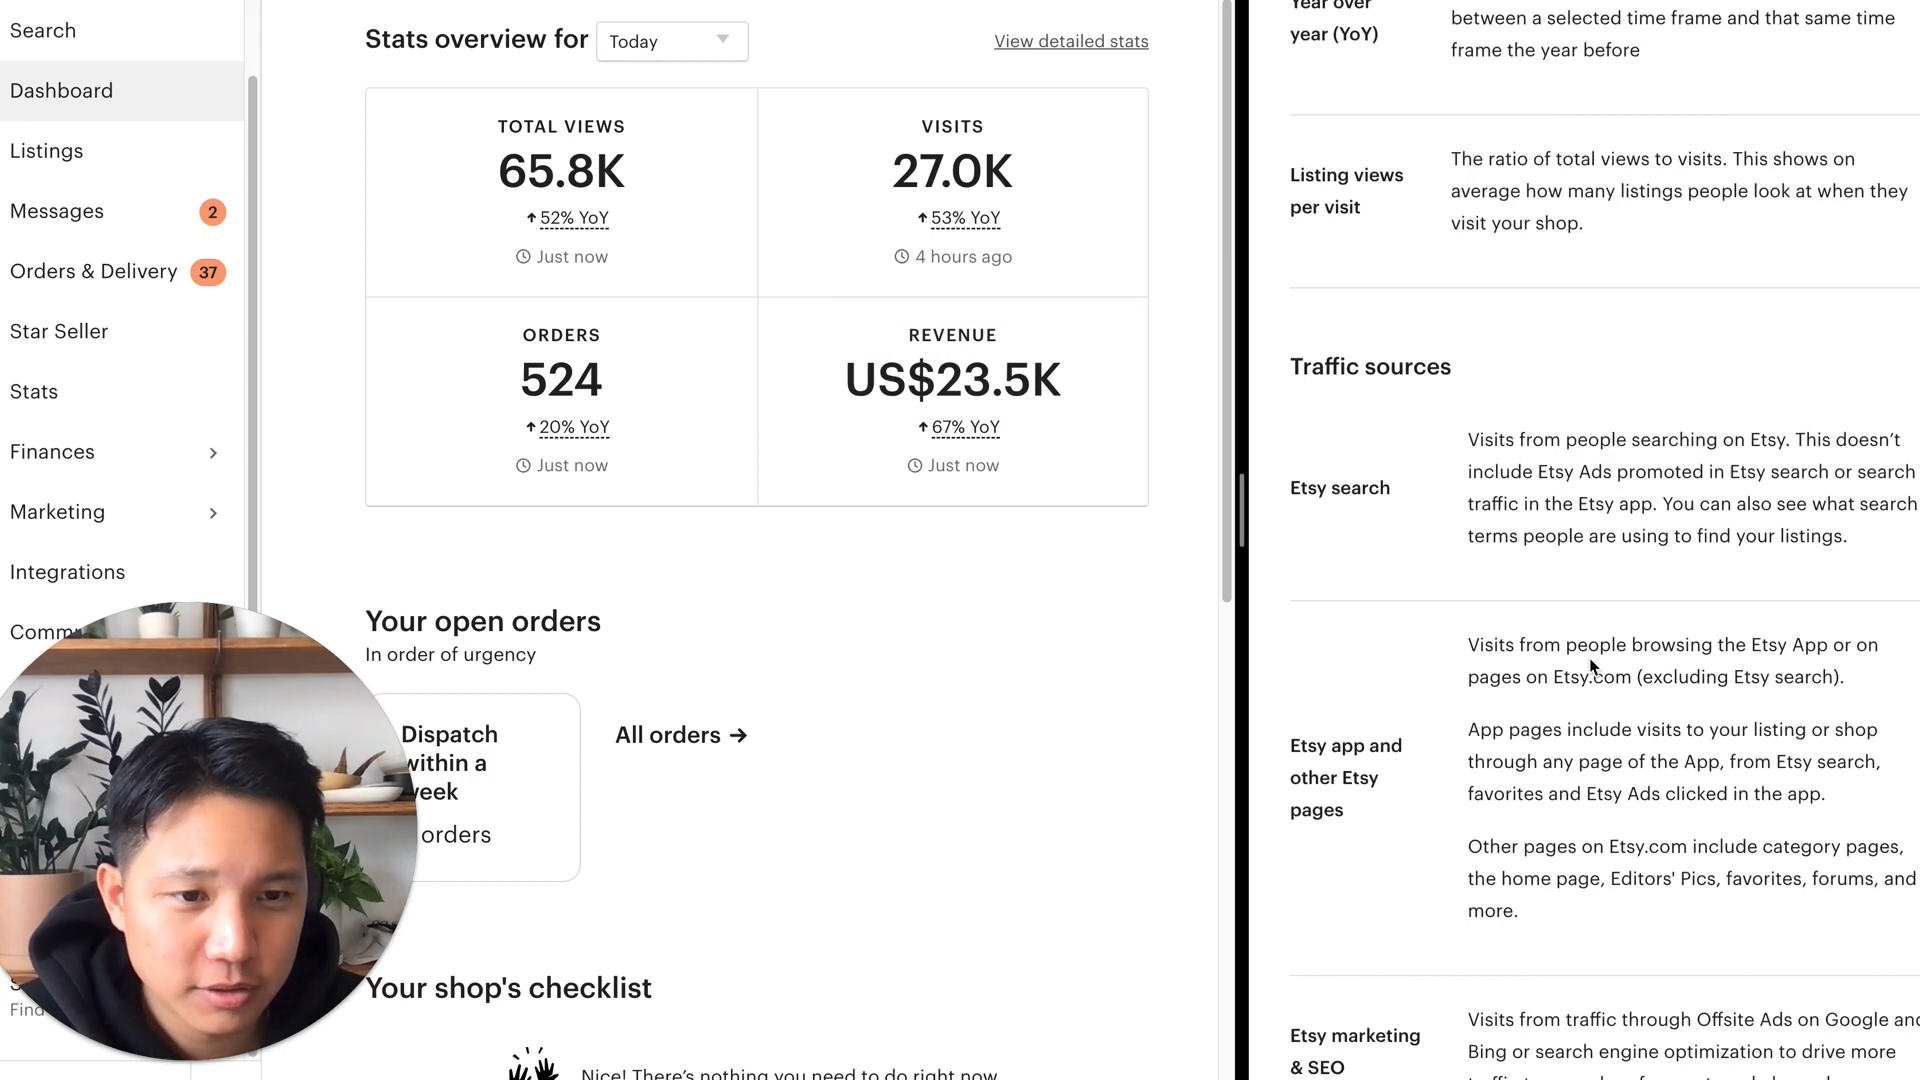 Search
Dashboard
Listings
Messages 2
Orders & Delivery 37
Star Seller
Stats
Finances
Marketing
Integrations
Stats overview for Today
View detailed stats
TOTAL VIEWS
65.8K
52% YoY
Just now
VISITS
27.0K
53% YoY
4 hours ago
ORDERS
524
20% YoY
Just now
REVENUE
US$23.5K
67% YoY
Just now
Your open orders
In order of urgency
Dispatch
within a
week
orders
All orders →
Your shop's checklist
Nice! There's nothing you need to do right now
Year over
year (YoY)
between a selected time frame and that same time
frame the year before
Listing views
per visit
The ratio of total views to visits. This shows on
average how many listings people look at when they
visit your shop.
Traffic sources
Etsy search
Visits from people searching on Etsy. This doesn't
include Etsy Ads promoted in Etsy search or search
traffic in the Etsy app. You can also see what search
terms people are using to find your listings.
Etsy app and
other Etsy
pages
Visits from people browsing the Etsy App or on
pages on Etsy.com (excluding Etsy search).
App pages include visits to your listing or shop
through any page of the App, from Etsy search,
favorites and Etsy Ads clicked in the app.
Other pages on Etsy.com include category pages,
the home page, Editors' Pics, favorites, forums, and
more.
Etsy marketing
& SEO
Visits from traffic through Offsite Ads on Google and
Bing or search engine optimization to drive more